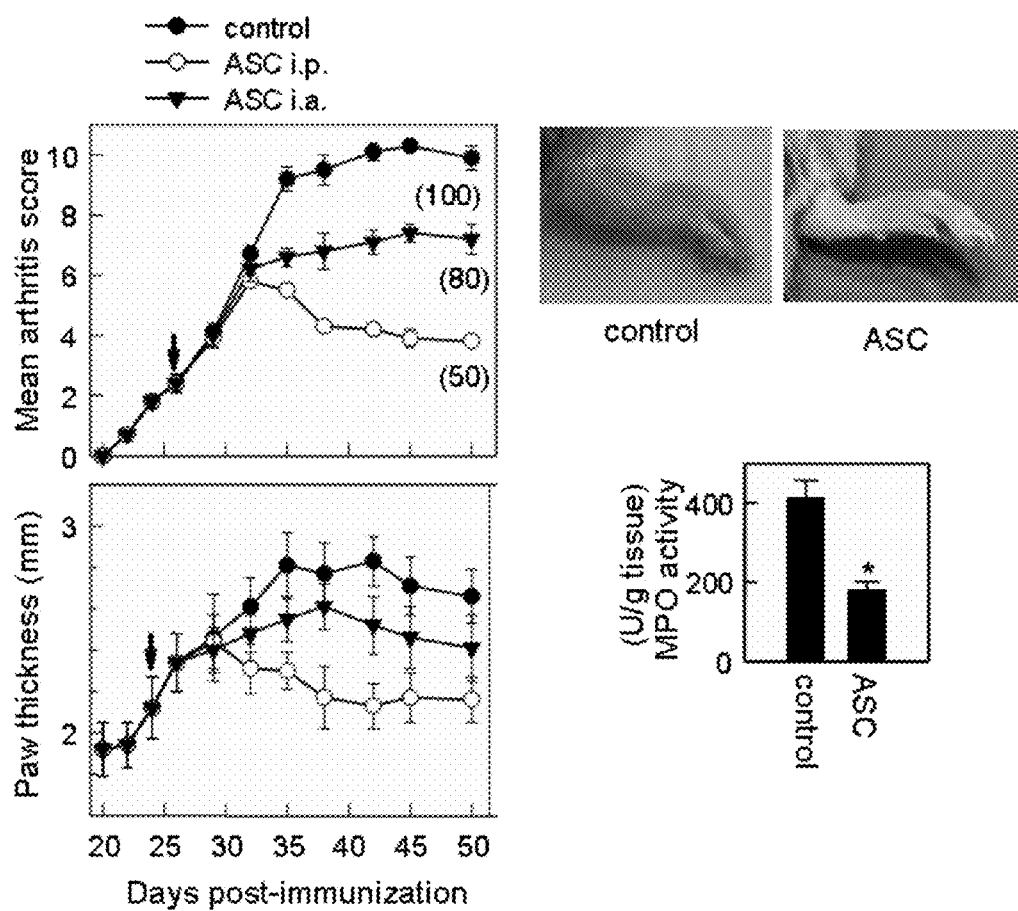 control
ASC i.p.
ASC i.a.
Mean arthritis score
10
8
6
4
2
0
(100)
(80)
(50)
control
ASC
Paw thickness (mm)
3
2
20 25 30 35 40 45 50
Days post-immunization
(U/g tissue)
MPO activity
400
200
0
*
control
ASC